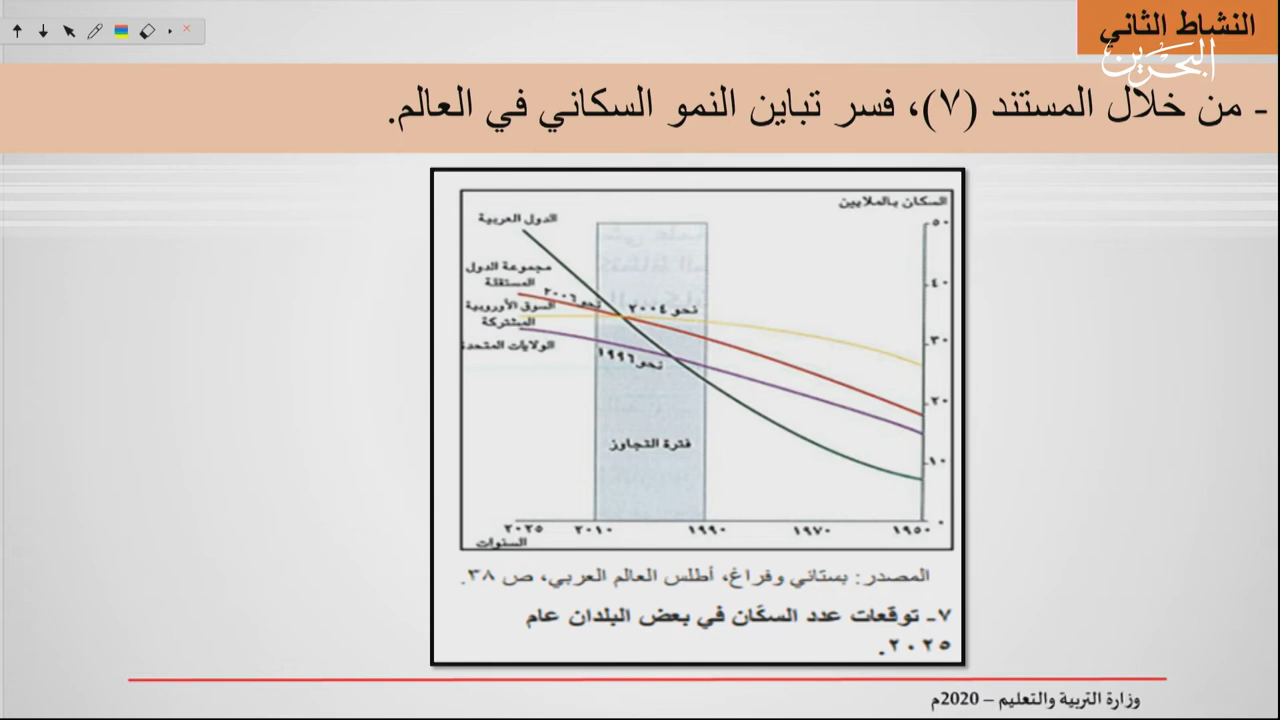 النشاط الثاني
البحرين
- من خلال المستند (٧)، فسر تباين النمو السكاني في العالم.
السكان بالملايين
الدول العربية
مجموعة الدول
المستقلة
السوق الأوروبية
المشتركة
الولايات المتحدة
نحو ٢٠٠٦
نحو ٢٠٠٤
نحو ١٩٩٦
فترة التجاوز
٥٠
٤٠
٣٠
٢٠
١٠
٠
١٩٥٠
١٩٧٠
١٩٩٠
٢٠١٠
٢٠٢٥
السنوات
المصدر: بستاني وفراغ، أطلس العالم العربي، ص ٣٨.
٧- توقعات عدد السكّان في بعض البلدان عام
٢٠٢٥.
وزارة التربية والتعليم – 2020م